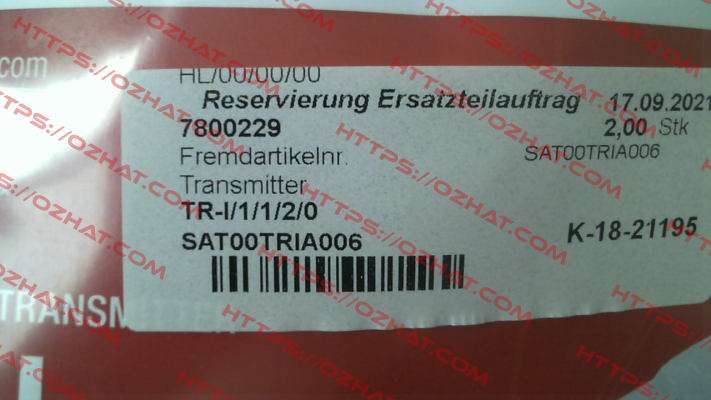 .com
HL/00/00/00
Reservierung Ersatzteilauftrag 17.09.2021
7800229 2,00 Stk
Fremdartikelnr. SAT00TRIA006
Transmitter
TR-I/1/1/2/0
SAT00TRIA006 K-18-21195
TRANSMITTER
HTTPS://OZHAT.COM